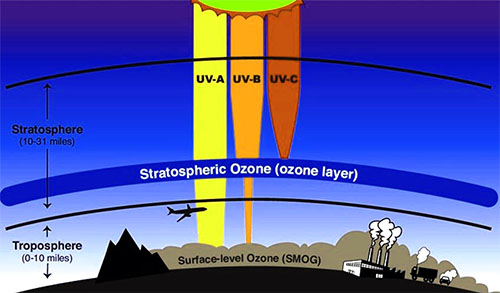 UV-A UV-B UV-C
Stratosphere
(10-31 miles)
Stratospheric Ozone (ozone layer)
Troposphere
(0-10 miles)
Surface-level Ozone (SMOG)